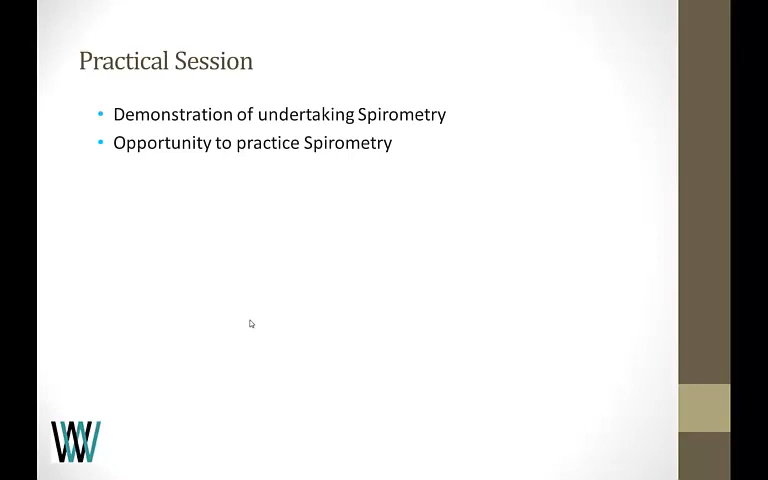 Practical Session
• Demonstration of undertaking Spirometry
• Opportunity to practice Spirometry
W